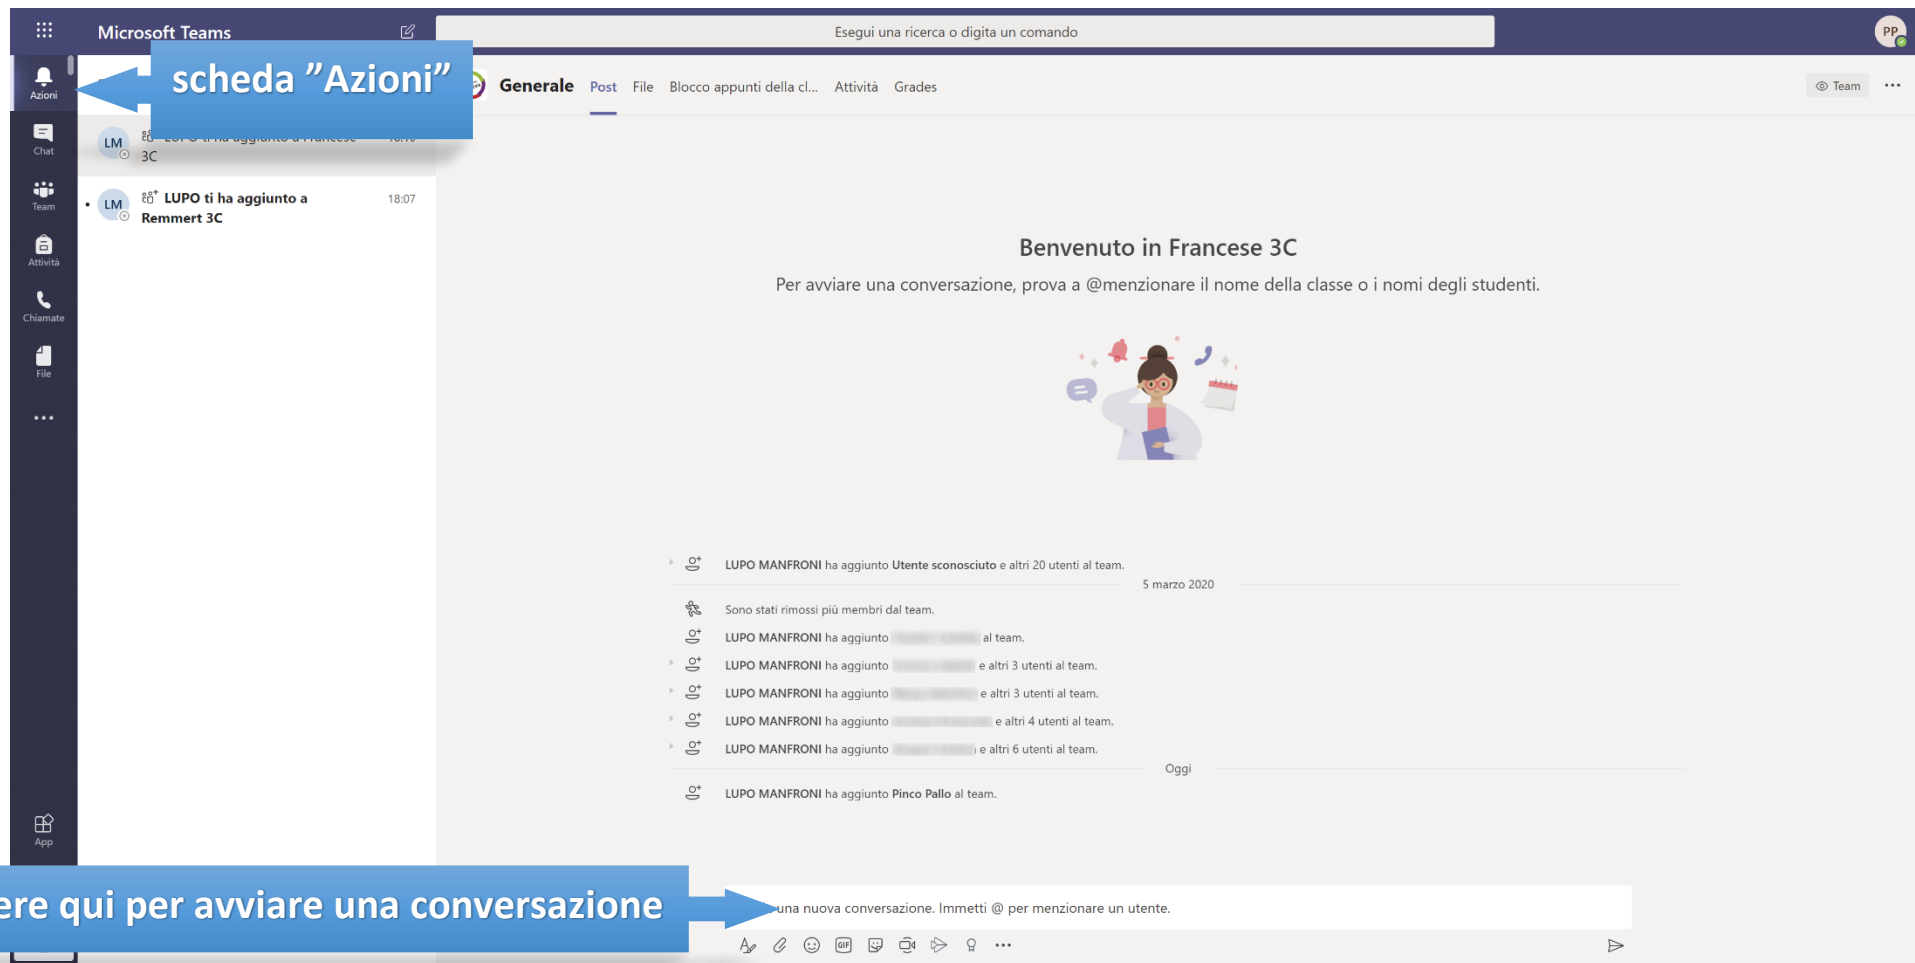 Microsoft Teams
Esegui una ricerca o digita un comando
PP
scheda ”Azioni”
Azioni
Generale Post File Blocco appunti della cl... Attività Grades
Team
Chat
LM LUPO ti ha aggiunto a Francese 3C
Team
LM LUPO ti ha aggiunto a 18:07
Remmert 3C
Attività
Chiamate
File
App
Benvenuto in Francese 3C
Per avviare una conversazione, prova a @menzionare il nome della classe o i nomi degli studenti.
LUPO MANFRONI ha aggiunto Utente sconosciuto e altri 20 utenti al team.
5 marzo 2020
Sono stati rimossi più membri dal team.
LUPO MANFRONI ha aggiunto al team.
LUPO MANFRONI ha aggiunto e altri 3 utenti al team.
LUPO MANFRONI ha aggiunto e altri 3 utenti al team.
LUPO MANFRONI ha aggiunto e altri 4 utenti al team.
LUPO MANFRONI ha aggiunto e altri 6 utenti al team.
Oggi
LUPO MANFRONI ha aggiunto Pinco Pallo al team.
ere qui per avviare una conversazione
una nuova conversazione. Immetti @ per menzionare un utente.
GIF